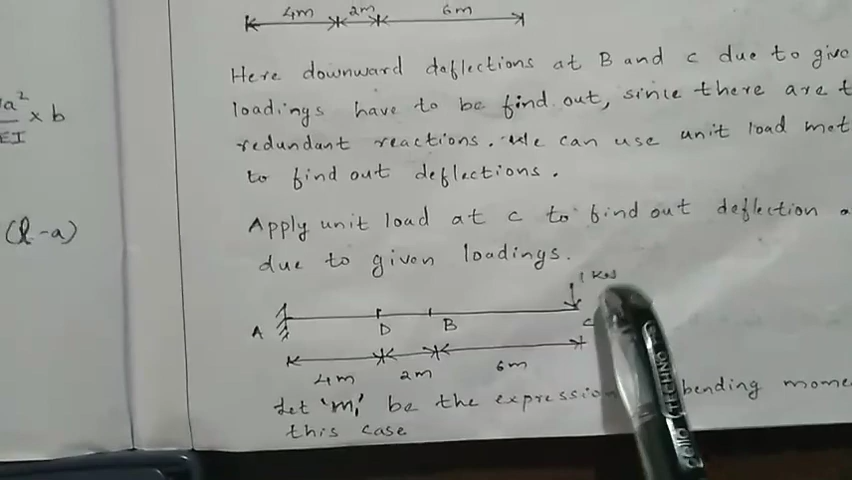 4m 2m 6m
Here downward deflections at B and c due to give
loadings have to be find out, since there are t
redundant reactions. We can use unit load met
to find out deflections.
a² x b
EI
(l-a)
Apply unit load at c to find out deflection a
due to given loadings.
1 KN
A D B C
4m 2m 6m
Let 'm₁' be the expression bending mome
this case
cello